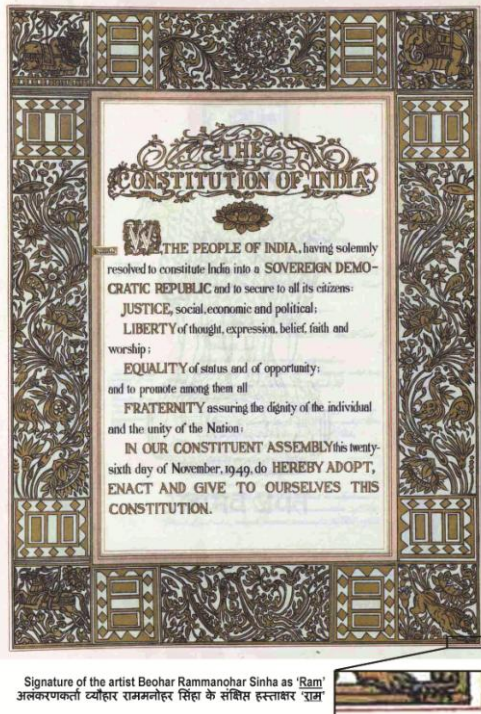 THE
CONSTITUTION OF INDIA
WE, THE PEOPLE OF INDIA, having solemnly
resolved to constitute India into a SOVEREIGN DEMO-
CRATIC REPUBLIC and to secure to all its citizens:
JUSTICE, social, economic and political;
LIBERTY of thought, expression, belief, faith and
worship;
EQUALITY of status and of opportunity;
and to promote among them all
FRATERNITY assuring the dignity of the individual
and the unity of the Nation;
IN OUR CONSTITUENT ASSEMBLY this twenty-
sixth day of November, 1949, do HEREBY ADOPT,
ENACT AND GIVE TO OURSELVES THIS
CONSTITUTION.
Signature of the artist Beohar Rammanohar Sinha as 'Ram'
अलंकरणकर्ता ब्यौहार राममनोहर सिंहा के संक्षिप्त हस्ताक्षर 'राम'